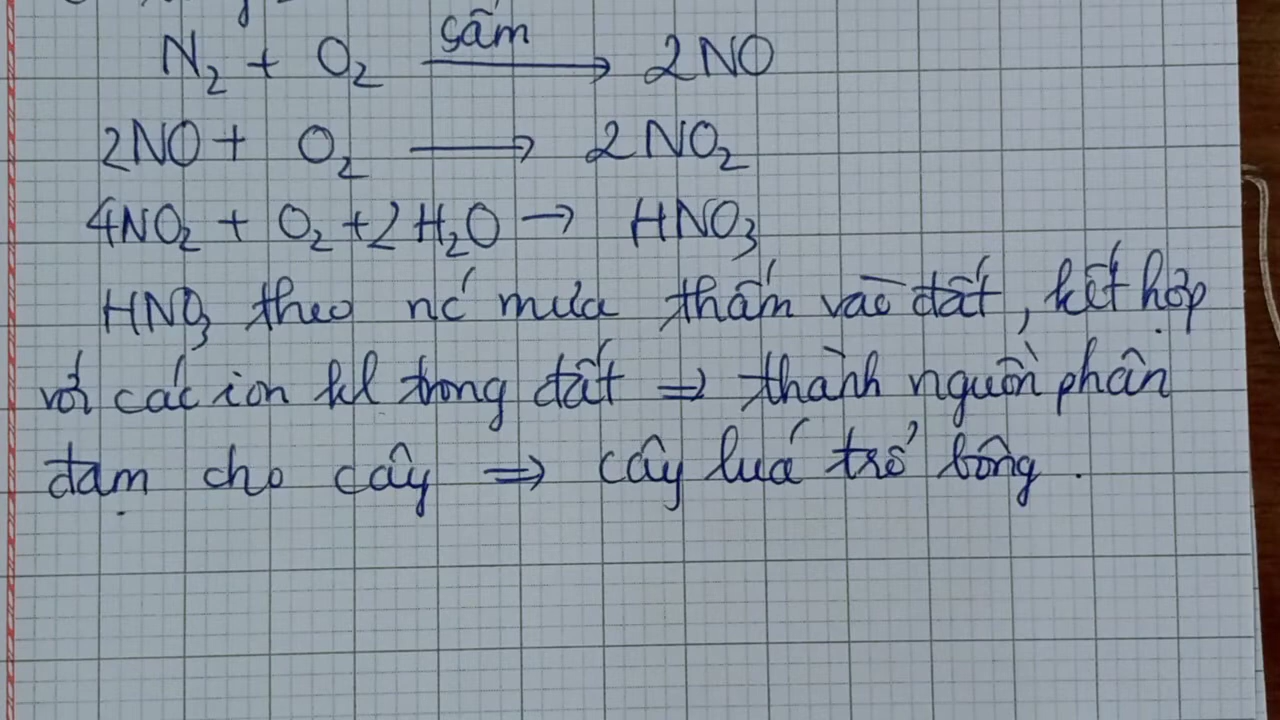 N₂ + O₂ sấm → 2NO
2NO + O₂ → 2NO₂
4NO₂ + O₂ + 2H₂O → HNO₃
HNO₃ theo nć mưa thấm vào đất, kết hợp
với các ion kl trong đất ⇒ thành nguồn phân
đạm cho cây ⇒ cây lúa trổ bông.